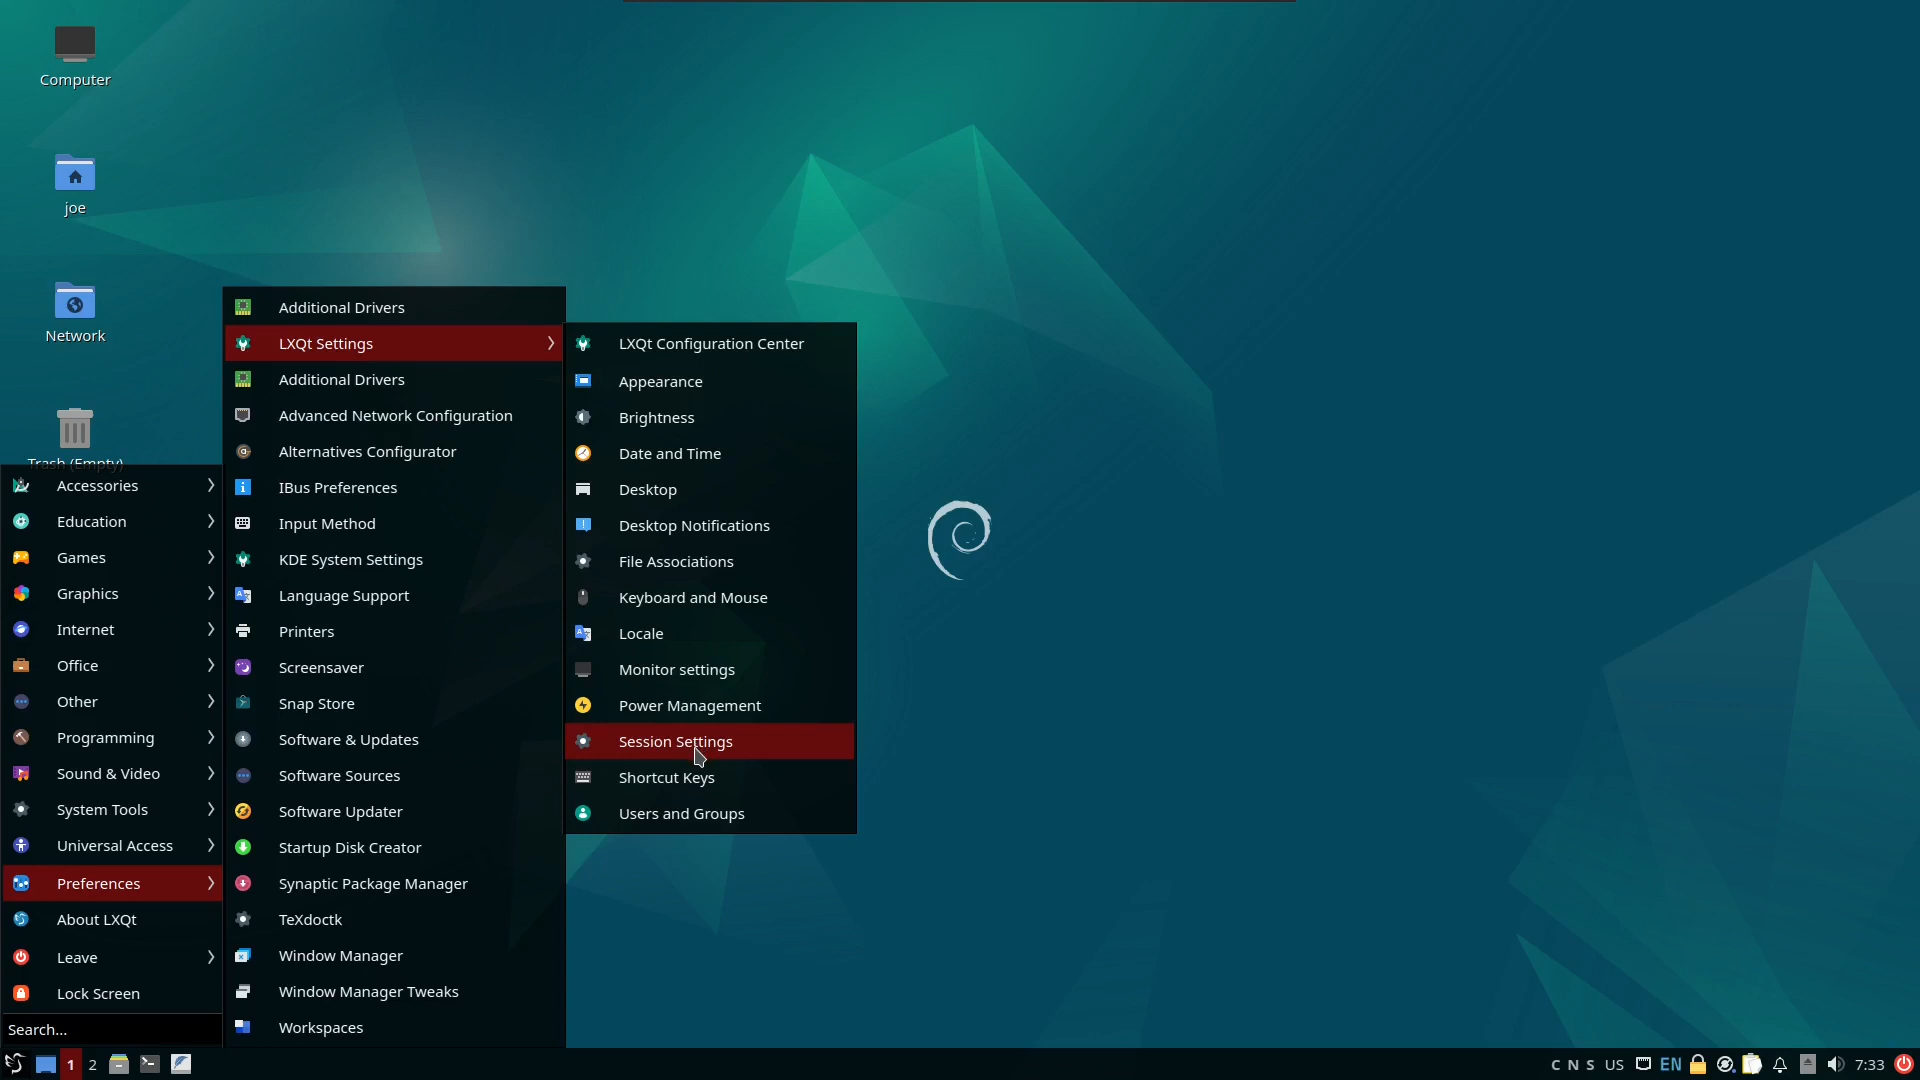 Computer
joe
Network
Trash (Empty)
Accessories
Education
Games
Graphics
Internet
Office
Other
Programming
Sound & Video
System Tools
Universal Access
Preferences
About LXQt
Leave
Lock Screen
Search...
Additional Drivers
LXQt Settings
Additional Drivers
Advanced Network Configuration
Alternatives Configurator
IBus Preferences
Input Method
KDE System Settings
Language Support
Printers
Screensaver
Snap Store
Software & Updates
Software Sources
Software Updater
Startup Disk Creator
Synaptic Package Manager
TeXdoctk
Window Manager
Window Manager Tweaks
Workspaces
LXQt Configuration Center
Appearance
Brightness
Date and Time
Desktop
Desktop Notifications
File Associations
Keyboard and Mouse
Locale
Monitor settings
Power Management
Session Settings
Shortcut Keys
Users and Groups
1 2 C N S US EN 7:33